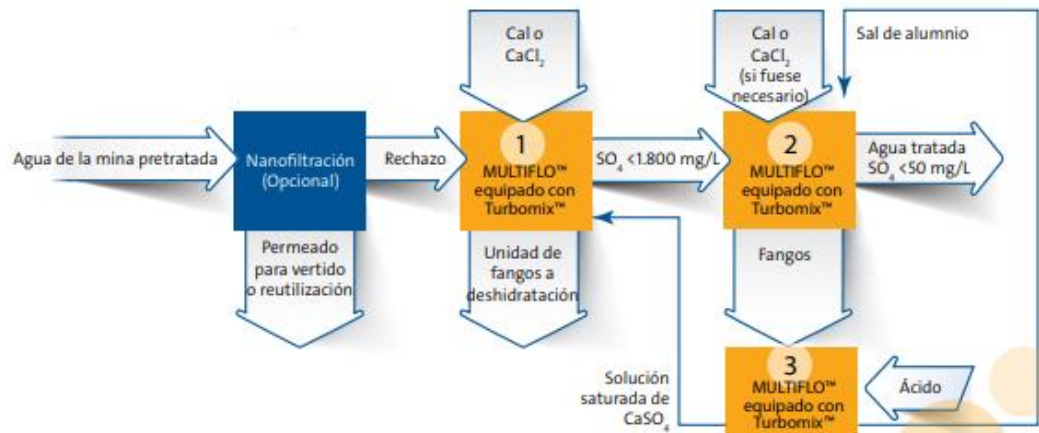 Cal o
CaCl₂
Cal o
CaCl₂
(si fuese
necesario)
Sal de alumnio
Agua de la mina pretratada
Nanofiltración
(Opcional)
Rechazo
1
MULTIFLO™
equipado con
Turbomix™
SO₄ <1.800 mg/L
2
MULTIFLO™
equipado con
Turbomix™
Agua tratada
SO₄ <50 mg/L
Permeado
para vertido
o reutilización
Unidad de
fangos a
deshidratación
Fangos
Solución
saturada de
CaSO₄
3
MULTIFLO™
equipado con
Turbomix™
Ácido